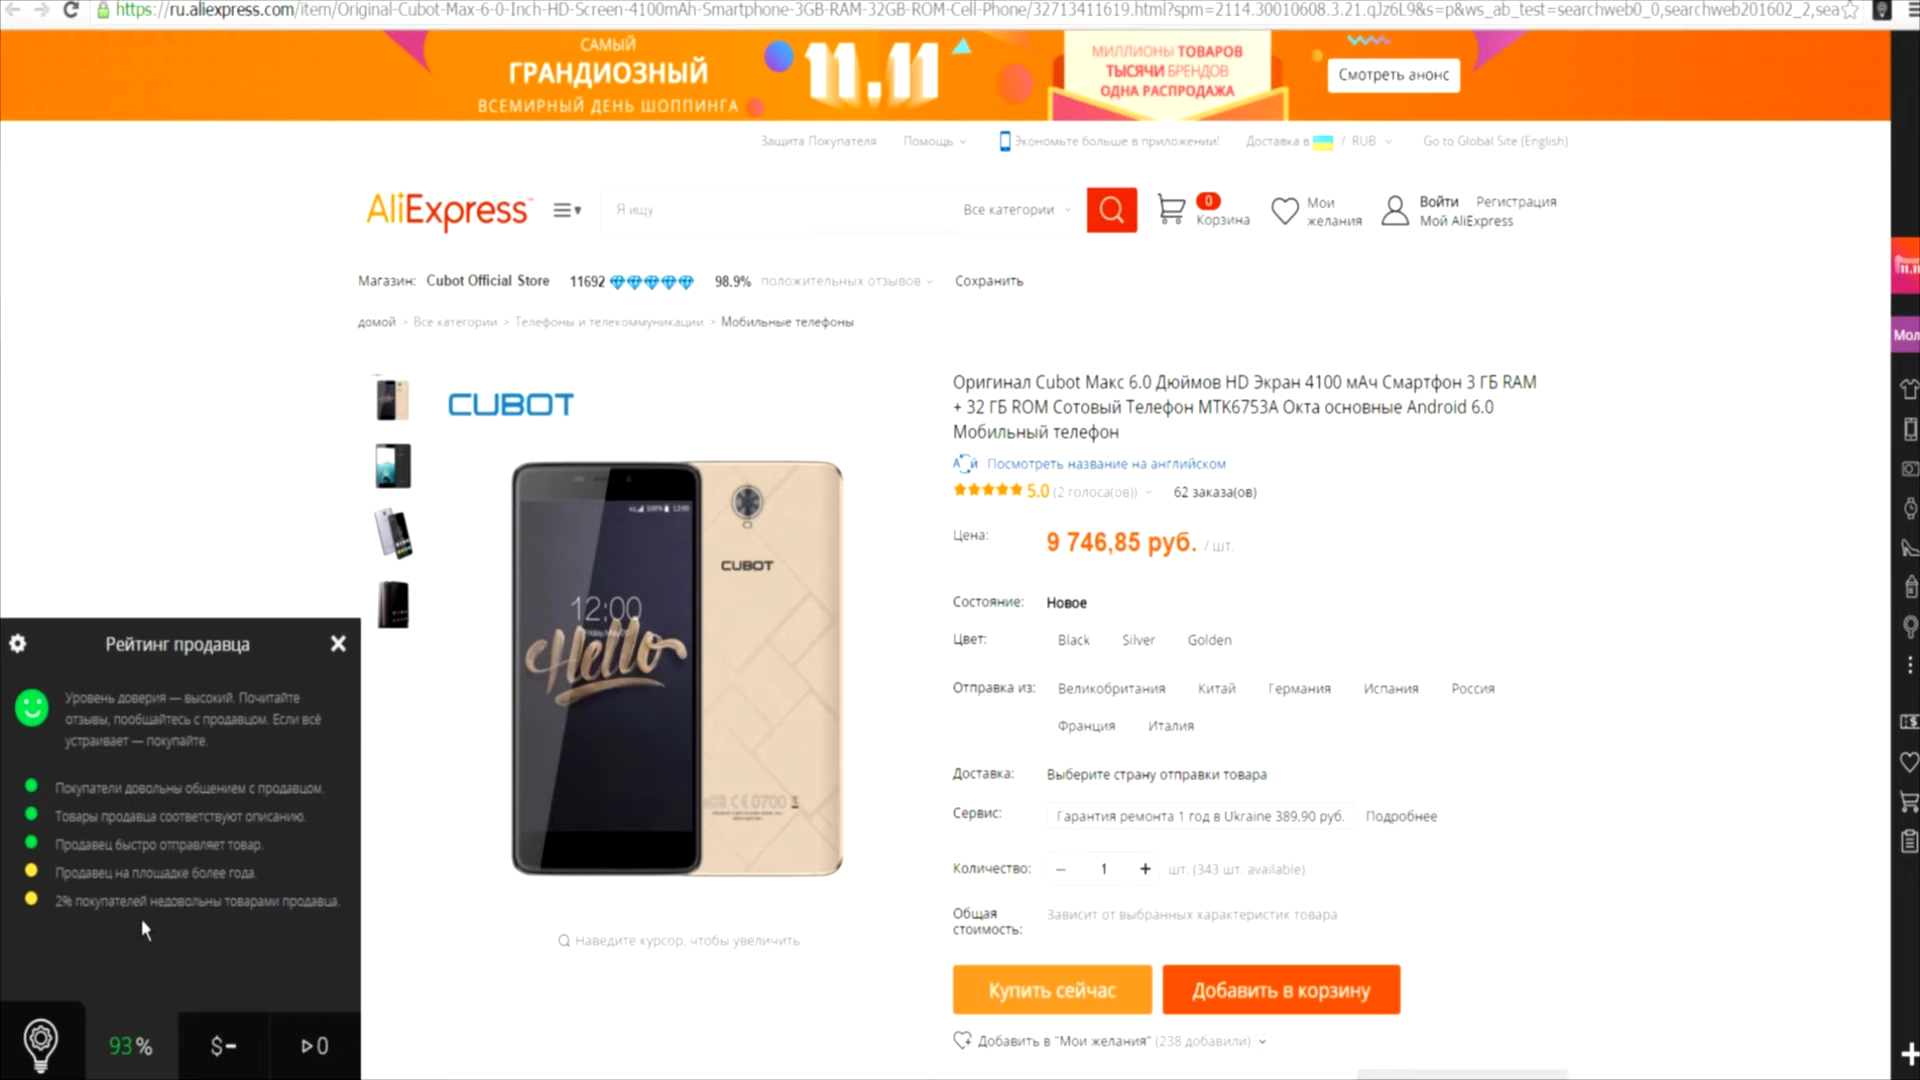 https://ru.aliexpress.com/item/Original-Cubot-Max-6-0-Inch-HD-Screen-4100mAh-Smartphone-3GB-RAM-32GB-ROM-Cell-Phone/32713411619.html?spm=2114.30010608.3.21.qJz6L9&s=p&ws_ab_test=searchweb0_0,searchweb201602_2,sea
САМЫЙ
ГРАНДИОЗНЫЙ
ВСЕМИРНЫЙ ДЕНЬ ШОППИНГА
11.11
МИЛЛИОНЫ ТОВАРОВ
ТЫСЯЧИ БРЕНДОВ
ОДНА РАСПРОДАЖА
Смотреть анонс
Защита Покупателя Помощь Экономьте больше в приложении! Доставка в / RUB Go to Global Site (English)
AliExpress
Я ищу
Все категории
0
Корзина
Мои
желания
Войти Регистрация
Мой AliExpress
11.11
Мол
Магазин: Cubot Official Store 11692 98.9% положительных отзывов Сохранить
домой > Все категории > Телефоны и телекоммуникации > Мобильные телефоны
CUBOT
100% 12:00
CUBOT
12:00
Hello
CE0700
Наведите курсор, чтобы увеличить
Оригинал Cubot Макс 6.0 Дюймов HD Экран 4100 мАч Смартфон 3 ГБ RAM
+ 32 ГБ ROM Сотовый Телефон MTK6753A Окта основные Android 6.0
Мобильный телефон
Посмотреть название на английском
5.0 (2 голоса(ов)) 62 заказа(ов)
Цена: 9 746,85 руб. / шт.
Состояние: Новое
Цвет: Black Silver Golden
Отправка из: Великобритания Китай Германия Испания Россия
Франция Италия
Доставка: Выберите страну отправки товара
Сервис: Гарантия ремонта 1 год в Ukraine 389.90 руб. Подробнее
Количество: – 1 + шт. (343 шт. available)
Общая
стоимость:
Зависит от выбранных характеристик товара
Купить сейчас
Добавить в корзину
Добавить в "Мои желания" (238 добавили)
Рейтинг продавца
Уровень доверия — высокий. Почитайте
отзывы, пообщайтесь с продавцом. Если всё
устраивает — покупайте.
Покупатели довольны общением с продавцом.
Товары продавца соответствуют описанию.
Продавец быстро отправляет товар.
Продавец на площадке более года.
2% покупателей недовольны товарами продавца.
93%
$–
0